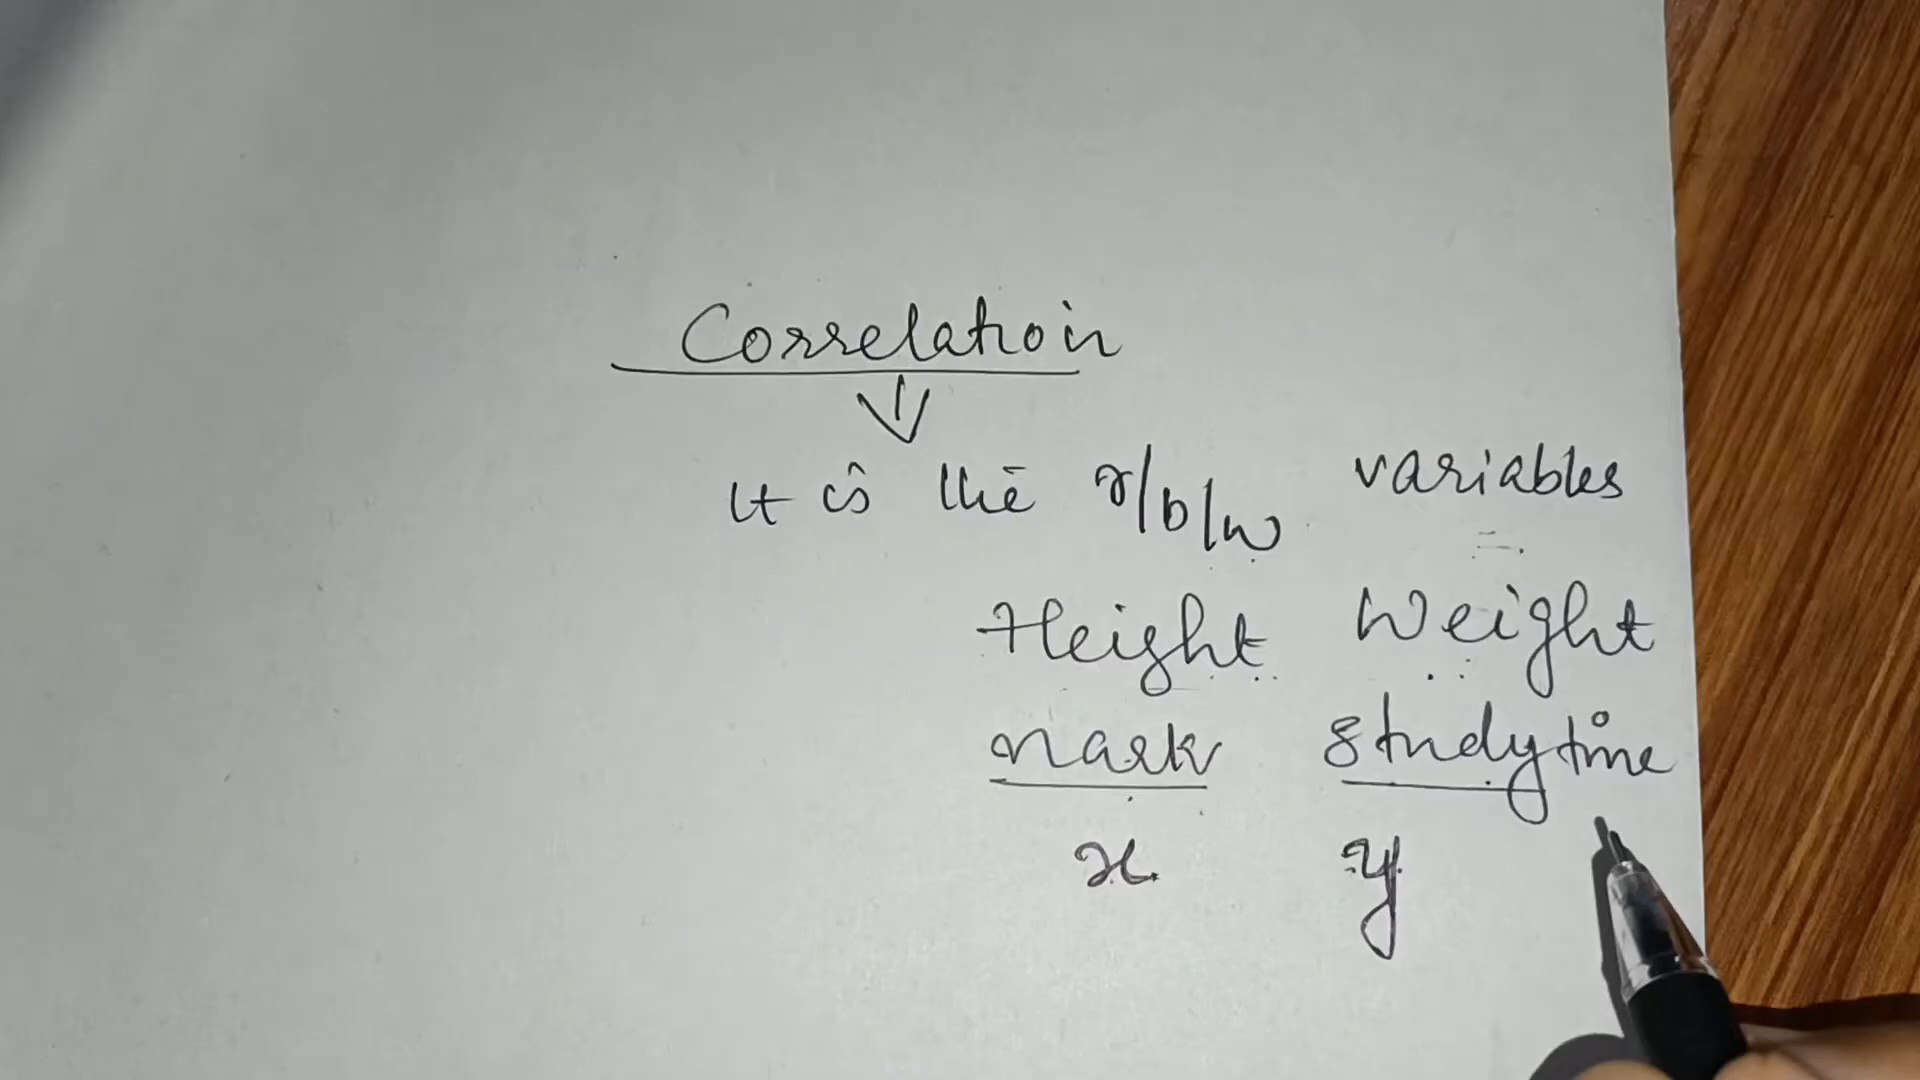 Correlation
It is the r/b/w variables
Height Weight
mark study time
x y